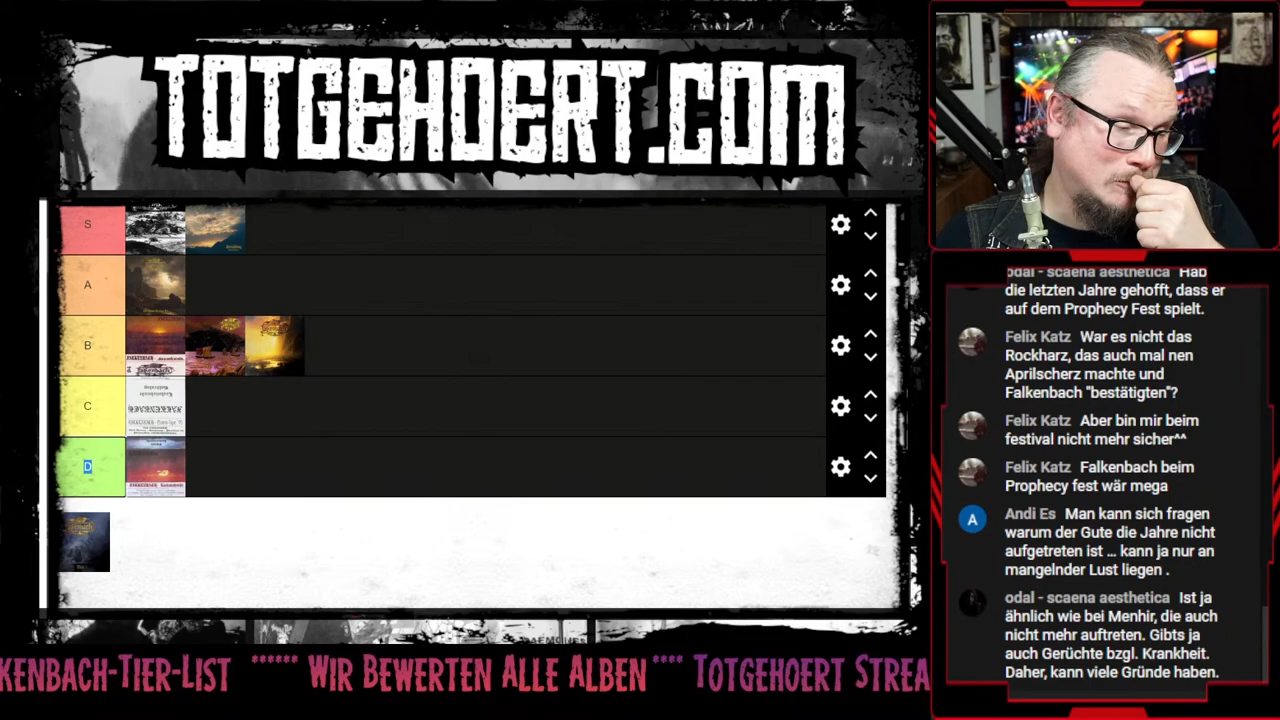 TOTGEHOERT.COM
S
A
B
C
D
odal - scaena aesthetica Hab
die letzten Jahre gehofft, dass er
auf dem Prophecy Fest spielt.
Felix Katz War es nicht das
Rockharz, das auch mal nen
Aprilscherz machte und
Falkenbach "bestätigten"?
Felix Katz Aber bin mir beim
festival nicht mehr sicher^^
Felix Katz Falkenbach beim
Prophecy fest wär mega
A
Andi Es Man kann sich fragen
warum der Gute die Jahre nicht
aufgetreten ist ... kann ja nur an
mangelnder Lust liegen .
odal - scaena aesthetica Ist ja
ähnlich wie bei Menhir, die auch
nicht mehr auftreten. Gibts ja
auch Gerüchte bzgl. Krankheit.
Daher, kann viele Gründe haben.
KENBACH-TIER-LIST ****** WIR BEWERTEN ALLE ALBEN **** TOTGEHOERT STREA